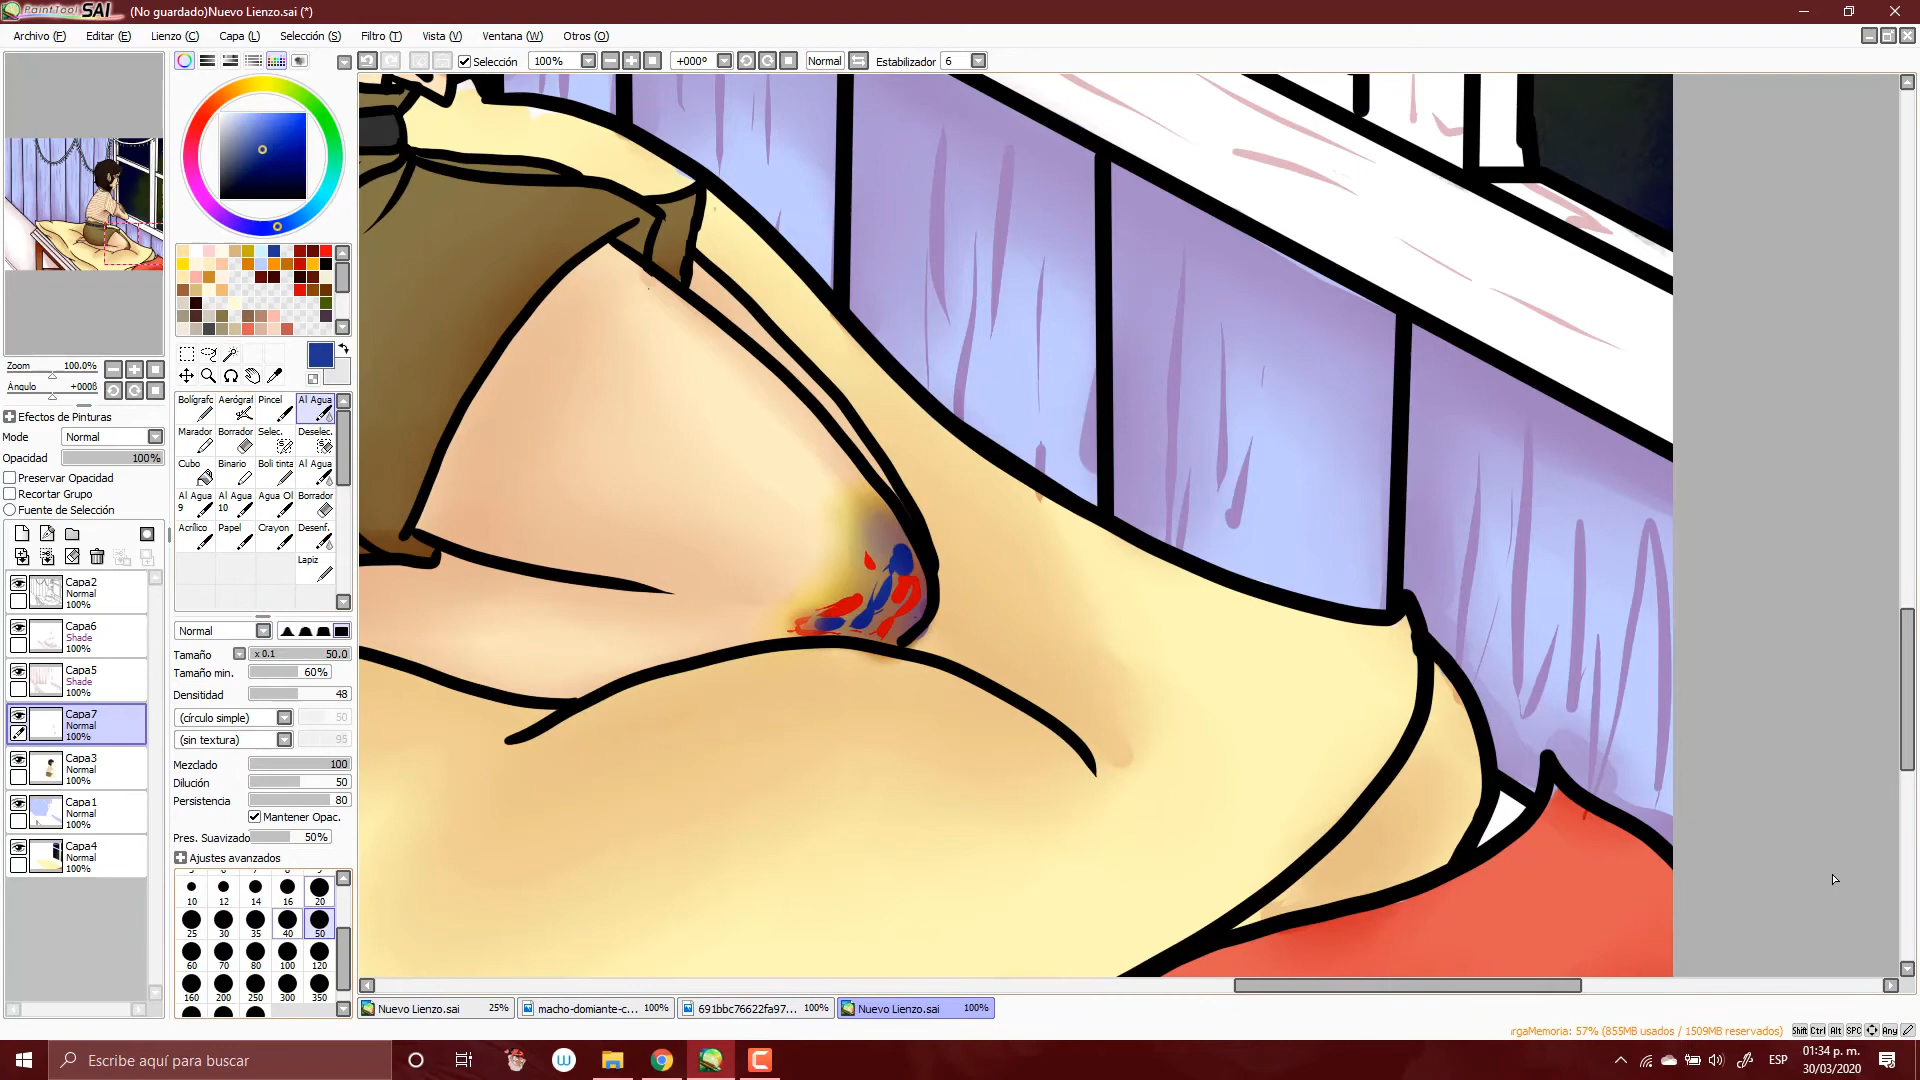 PaintTool SAI (No guardado)Nuevo Lienzo.sai (*)
Archivo (F) Editar (E) Lienzo (C) Capa (L) Selección (S) Filtro (T) Vista (V) Ventana (W) Otros (O)
Selección 100% +000º Normal Estabilizador 6
Zoom 100.0%
Ángulo +000ß
Efectos de Pinturas
Mode Normal
Opacidad 100%
Preservar Opacidad
Recortar Grupo
Fuente de Selección
Capa2
Normal
100%
Capa6
Shade
100%
Capa5
Shade
100%
Capa7
Normal
100%
Capa3
Normal
100%
Capa1
Normal
100%
Capa4
Normal
100%
Bolígrafo Aerógraf Pincel Al Agua
Marador Borrador Selec. Deselec.
Cubo Binario Boli tinta Al Agua
Al Agua 9 Al Agua 10 Agua Ol Borrador
Acrílico Papel Crayon Desenf.
Lapiz
Normal
Tamaño x 0.1 50.0
Tamaño min. 60%
Densitidad 48
(círculo simple) 50
(sin textura) 95
Mezclado 100
Dilución 50
Persistencia 80
Mantener Opac.
Pres. Suavizado 50%
Ajustes avanzados
10 12 14 16 20
25 30 35 40 50
60 70 80 100 120
160 200 250 300 350
Nuevo Lienzo.sai 25% macho-domiante-c... 100% 691bbc76622fa97... 100% Nuevo Lienzo.sai 100%
rgaMemoria: 57% (855MB usados / 1509MB reservados) Shift Ctrl Alt SPC Any
Escribe aquí para buscar
ESP
01:34 p. m.
30/03/2020